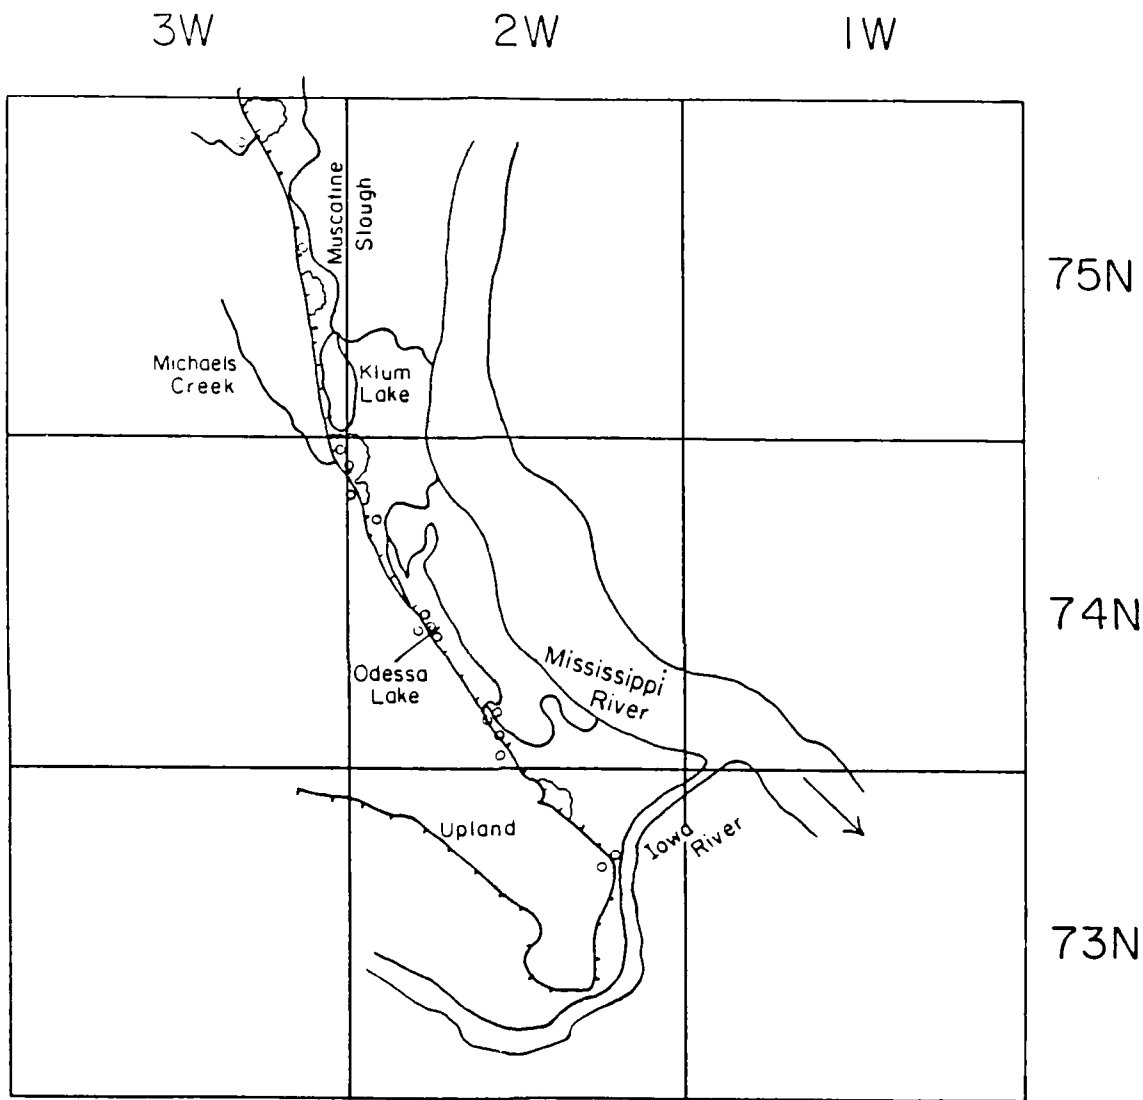 3W 2W 1W
Muscatine
Slough
75N
Michaels
Creek
Klum
Lake
74N
Odessa
Lake
Mississippi
River
Upland
Iowa
River
73N